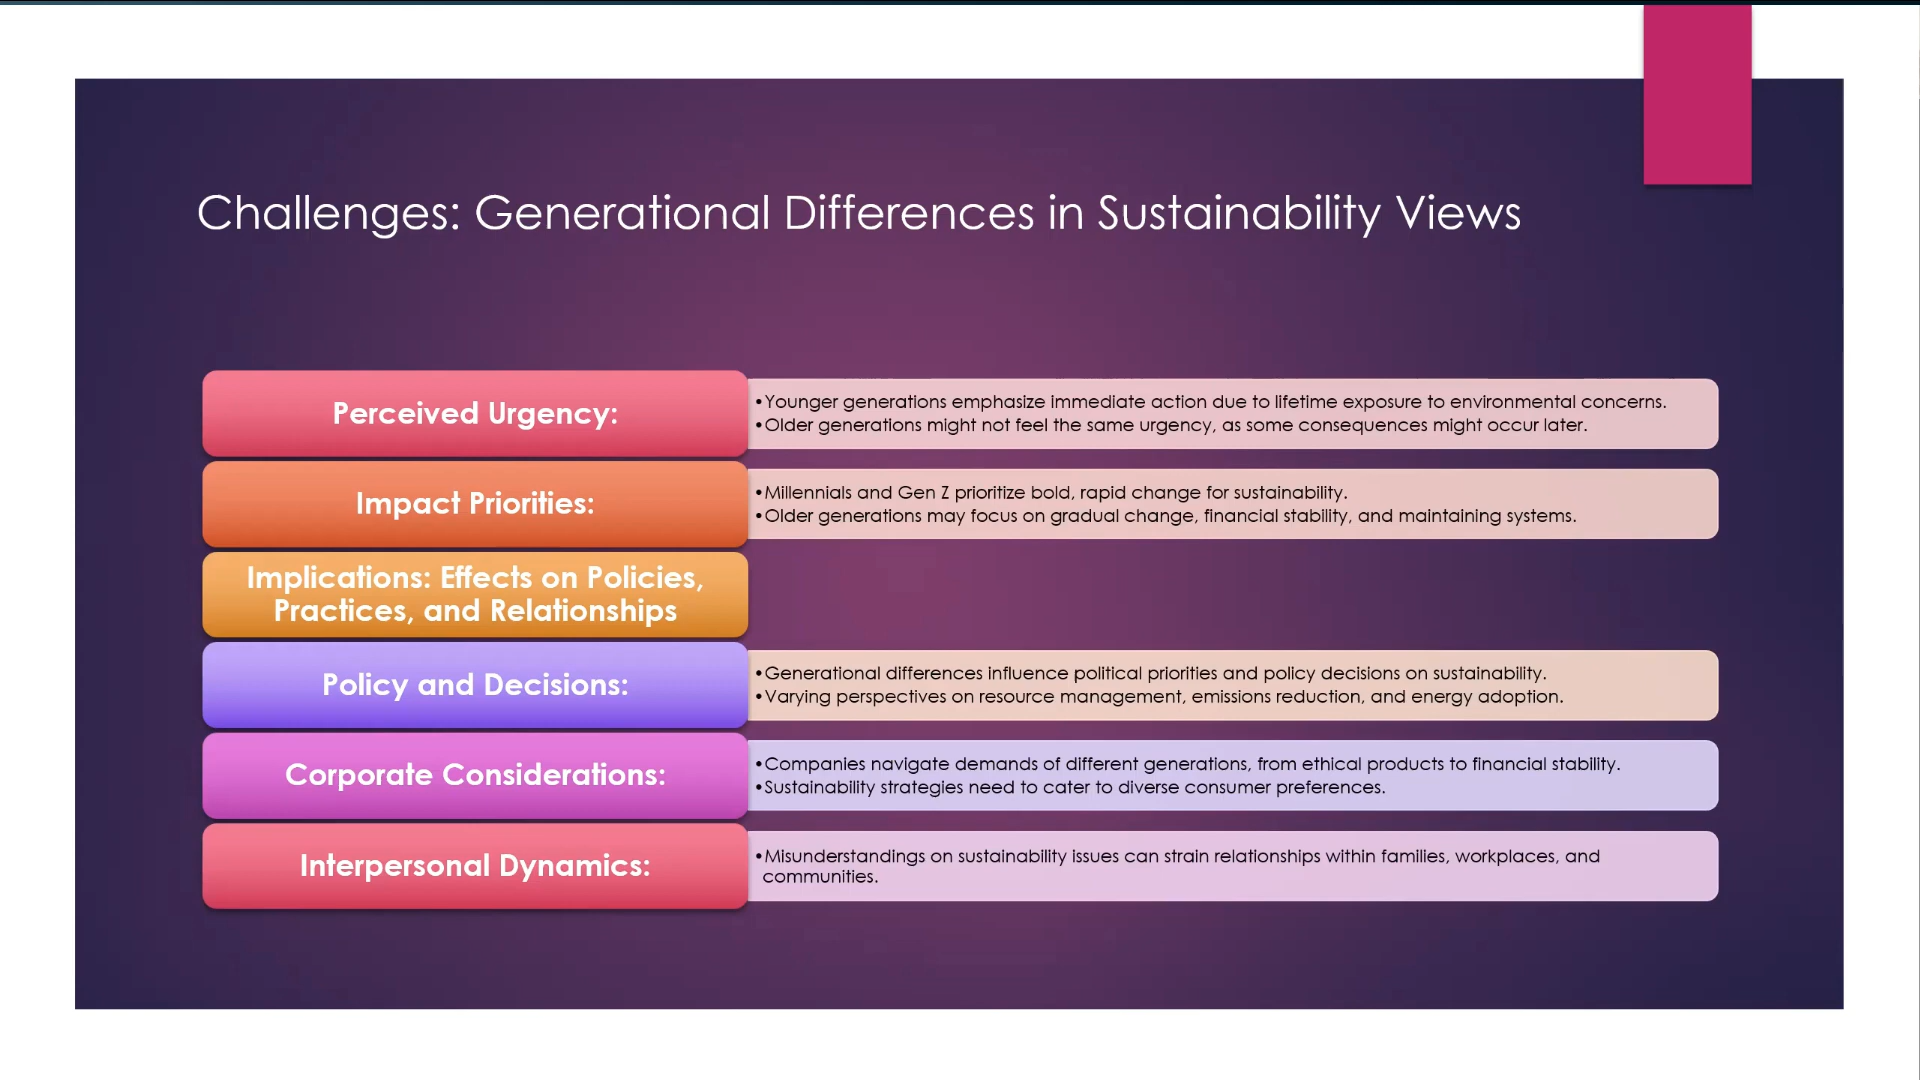 Challenges: Generational Differences in Sustainability Views
Perceived Urgency:
•Younger generations emphasize immediate action due to lifetime exposure to environmental concerns.
•Older generations might not feel the same urgency, as some consequences might occur later.
Impact Priorities:
•Millennials and Gen Z prioritize bold, rapid change for sustainability.
•Older generations may focus on gradual change, financial stability, and maintaining systems.
Implications: Effects on Policies,
Practices, and Relationships
Policy and Decisions:
•Generational differences influence political priorities and policy decisions on sustainability.
•Varying perspectives on resource management, emissions reduction, and energy adoption.
Corporate Considerations:
•Companies navigate demands of different generations, from ethical products to financial stability.
•Sustainability strategies need to cater to diverse consumer preferences.
Interpersonal Dynamics:
•Misunderstandings on sustainability issues can strain relationships within families, workplaces, and
communities.